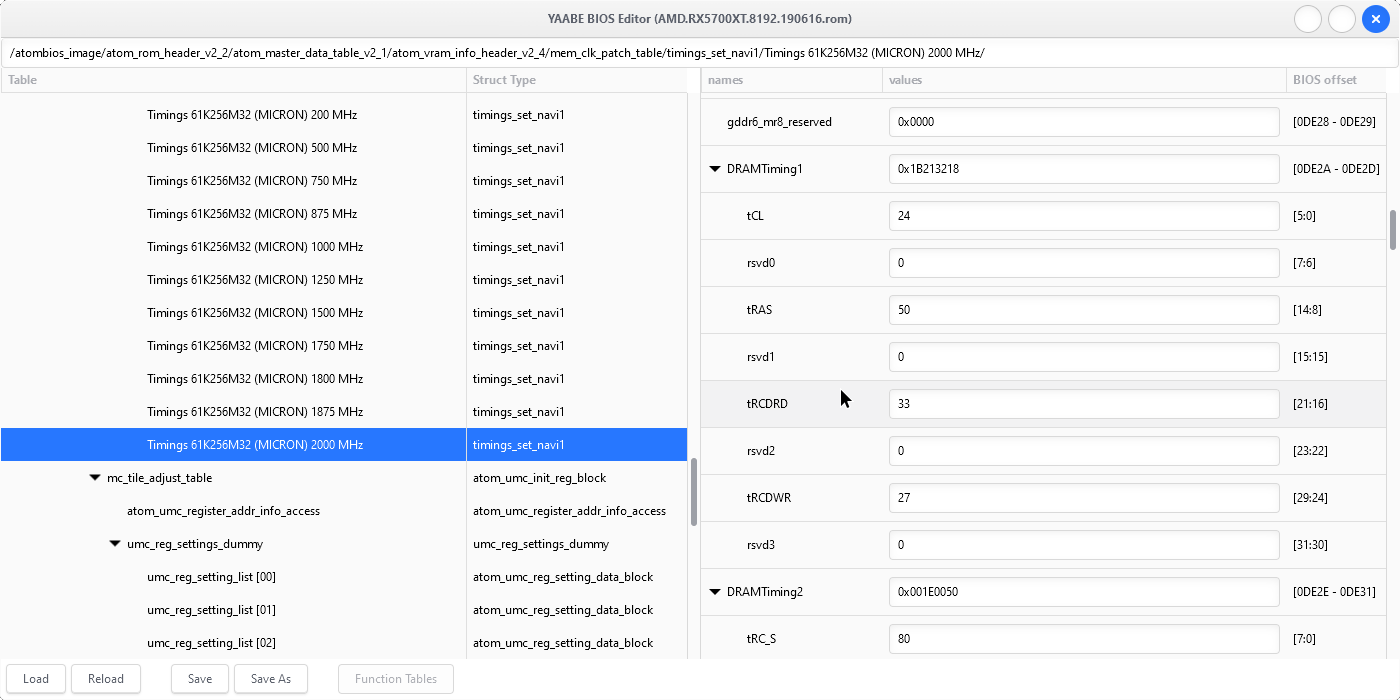 YAABE BIOS Editor (AMD.RX5700XT.8192.190616.rom)
/atombios_image/atom_rom_header_v2_2/atom_master_data_table_v2_1/atom_vram_info_header_v2_4/mem_clk_patch_table/timings_set_navi1/Timings 61K256M32 (MICRON) 2000 MHz/
Table Struct Type
Timings 61K256M32 (MICRON) 200 MHz timings_set_navi1
Timings 61K256M32 (MICRON) 500 MHz timings_set_navi1
Timings 61K256M32 (MICRON) 750 MHz timings_set_navi1
Timings 61K256M32 (MICRON) 875 MHz timings_set_navi1
Timings 61K256M32 (MICRON) 1000 MHz timings_set_navi1
Timings 61K256M32 (MICRON) 1250 MHz timings_set_navi1
Timings 61K256M32 (MICRON) 1500 MHz timings_set_navi1
Timings 61K256M32 (MICRON) 1750 MHz timings_set_navi1
Timings 61K256M32 (MICRON) 1800 MHz timings_set_navi1
Timings 61K256M32 (MICRON) 1875 MHz timings_set_navi1
Timings 61K256M32 (MICRON) 2000 MHz timings_set_navi1
mc_tile_adjust_table atom_umc_init_reg_block
atom_umc_register_addr_info_access atom_umc_register_addr_info_access
umc_reg_settings_dummy umc_reg_settings_dummy
umc_reg_setting_list [00] atom_umc_reg_setting_data_block
umc_reg_setting_list [01] atom_umc_reg_setting_data_block
umc_reg_setting_list [02] atom_umc_reg_setting_data_block
names values BIOS offset
gddr6_mr8_reserved 0x0000 [0DE28 - 0DE29]
DRAMTiming1 0x1B213218 [0DE2A - 0DE2D]
tCL 24 [5:0]
rsvd0 0 [7:6]
tRAS 50 [14:8]
rsvd1 0 [15:15]
tRCDRD 33 [21:16]
rsvd2 0 [23:22]
tRCDWR 27 [29:24]
rsvd3 0 [31:30]
DRAMTiming2 0x001E0050 [0DE2E - 0DE31]
tRC_S 80 [7:0]
Load Reload Save Save As Function Tables